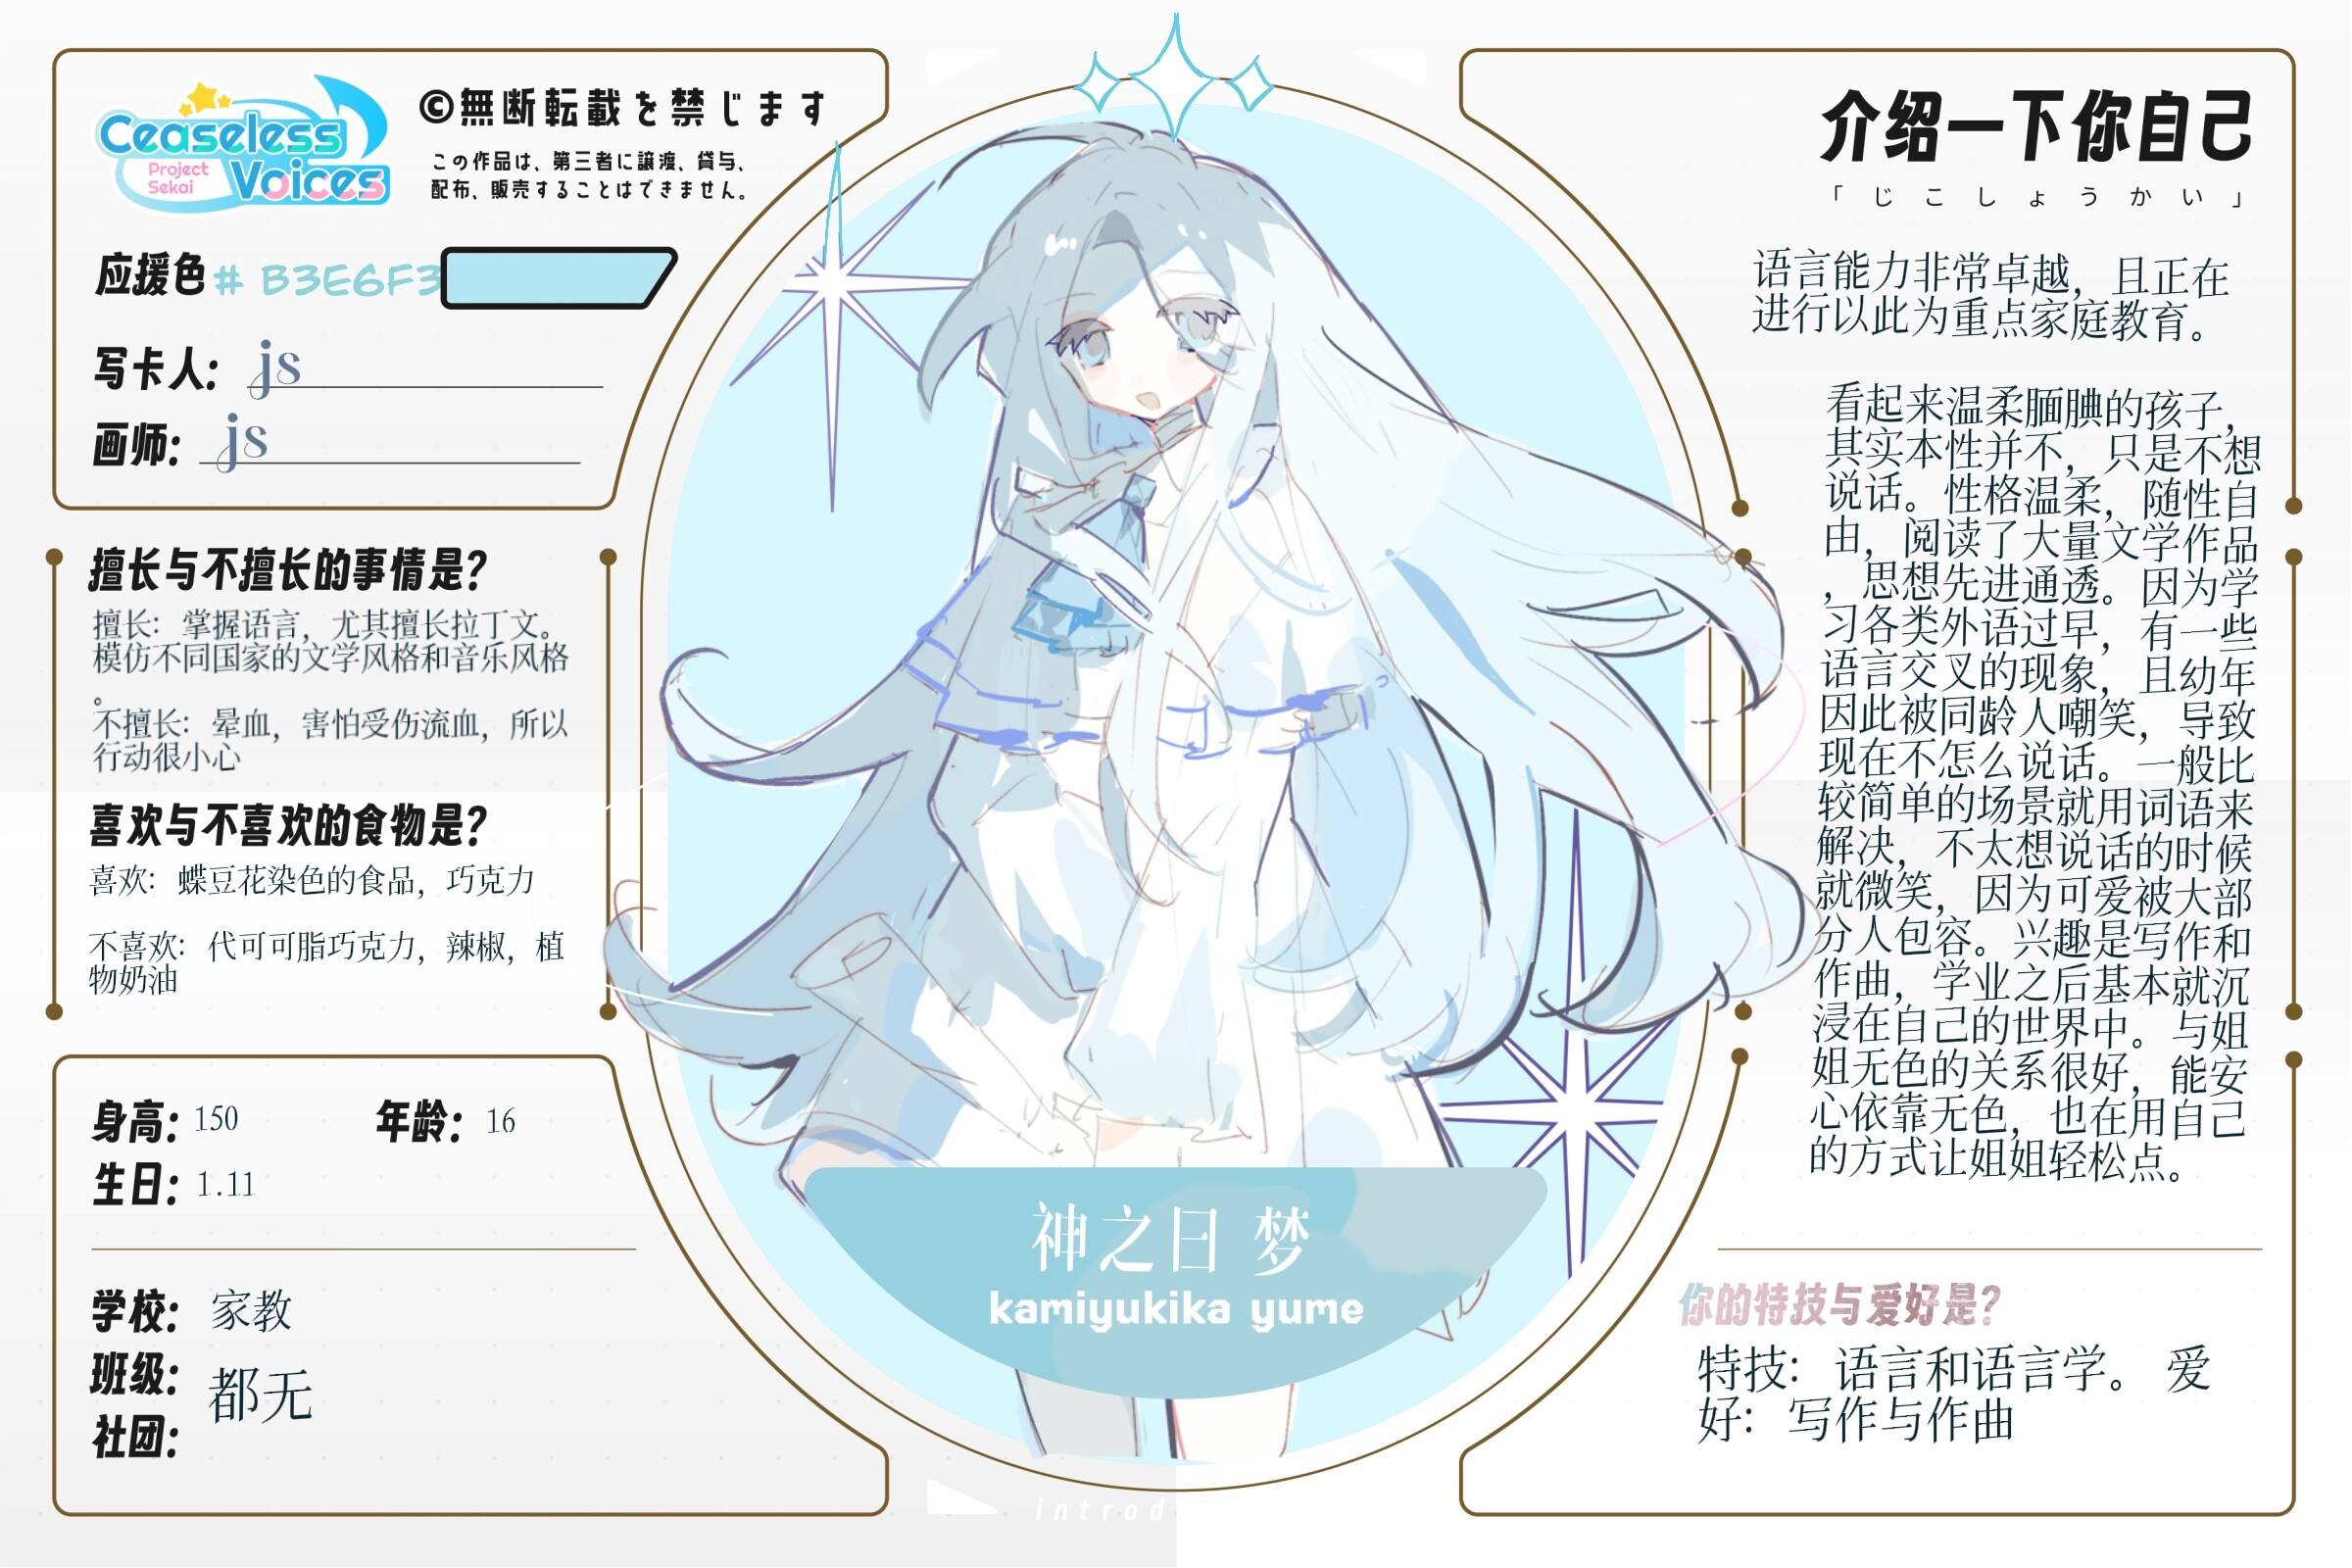 Ceaseless
Project
Sekai
Voices
©無断転載を禁じます
この作品は、第三者に譲渡、貸与、
配布、販売することはできません。
应援色 # B3E6F3
写卡人： js
画师： js
擅长与不擅长的事情是?
擅长：掌握语言，尤其擅长拉丁文。
模仿不同国家的文学风格和音乐风格
。
不擅长：晕血，害怕受伤流血，所以
行动很小心
喜欢与不喜欢的食物是?
喜欢：蝶豆花染色的食品，巧克力
不喜欢：代可可脂巧克力，辣椒，植
物奶油
身高： 150 年龄： 16
生日： 1.11
学校： 家教
班级：
都无
社团：
神之日 梦
kamiyukika yume
introd
介绍一下你自己
「じこしょうかい」
语言能力非常卓越，且正在
进行以此为重点家庭教育。
看起来温柔腼腆的孩子，
其实本性并不，只是不想
说话。性格温柔，随性自
由，阅读了大量文学作品
，思想先进通透。因为学
习各类外语过早，有一些
语言交叉的现象，且幼年
因此被同龄人嘲笑，导致
现在不怎么说话。一般比
较简单的场景就用词语来
解决，不太想说话的时候
就微笑，因为可爱被大部
分人包容。兴趣是写作和
作曲，学业之后基本就沉
浸在自己的世界中。与姐
姐无色的关系很好，能安
心依靠无色，也在用自己
的方式让姐姐轻松点。
你的特技与爱好是?
特技：语言和语言学。 爱
好：写作与作曲